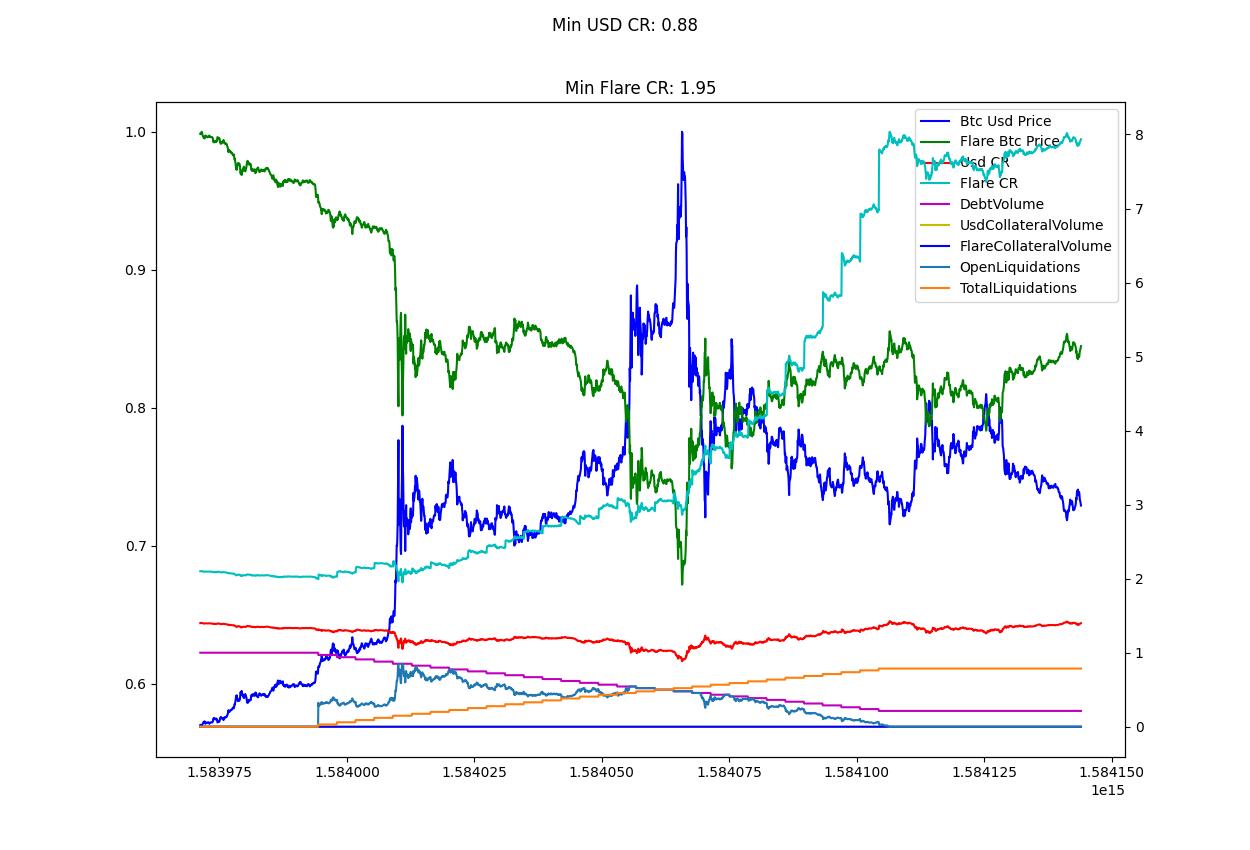 Min USD CR: 0.88
Min Flare CR: 1.95
1.0
0.9
0.8
0.7
0.6
8
7
6
5
4
3
2
1
0
Btc Usd Price
Flare Btc Price
Usd CR
Flare CR
DebtVolume
UsdCollateralVolume
FlareCollateralVolume
OpenLiquidations
TotalLiquidations
1.583975 1.584000 1.584025 1.584050 1.584075 1.584100 1.584125 1.584150
1e15